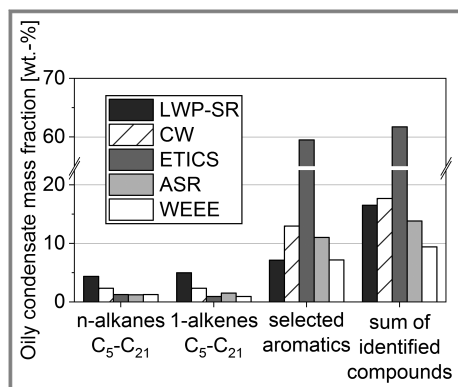 Oily condensate mass fraction [wt.-%]
70
60
20
10
0
LWP-SR
CW
ETICS
ASR
WEEE
n-alkanes
C₅-C₂₁
1-alkenes
C₅-C₂₁
selected
aromatics
sum of
identified
compounds